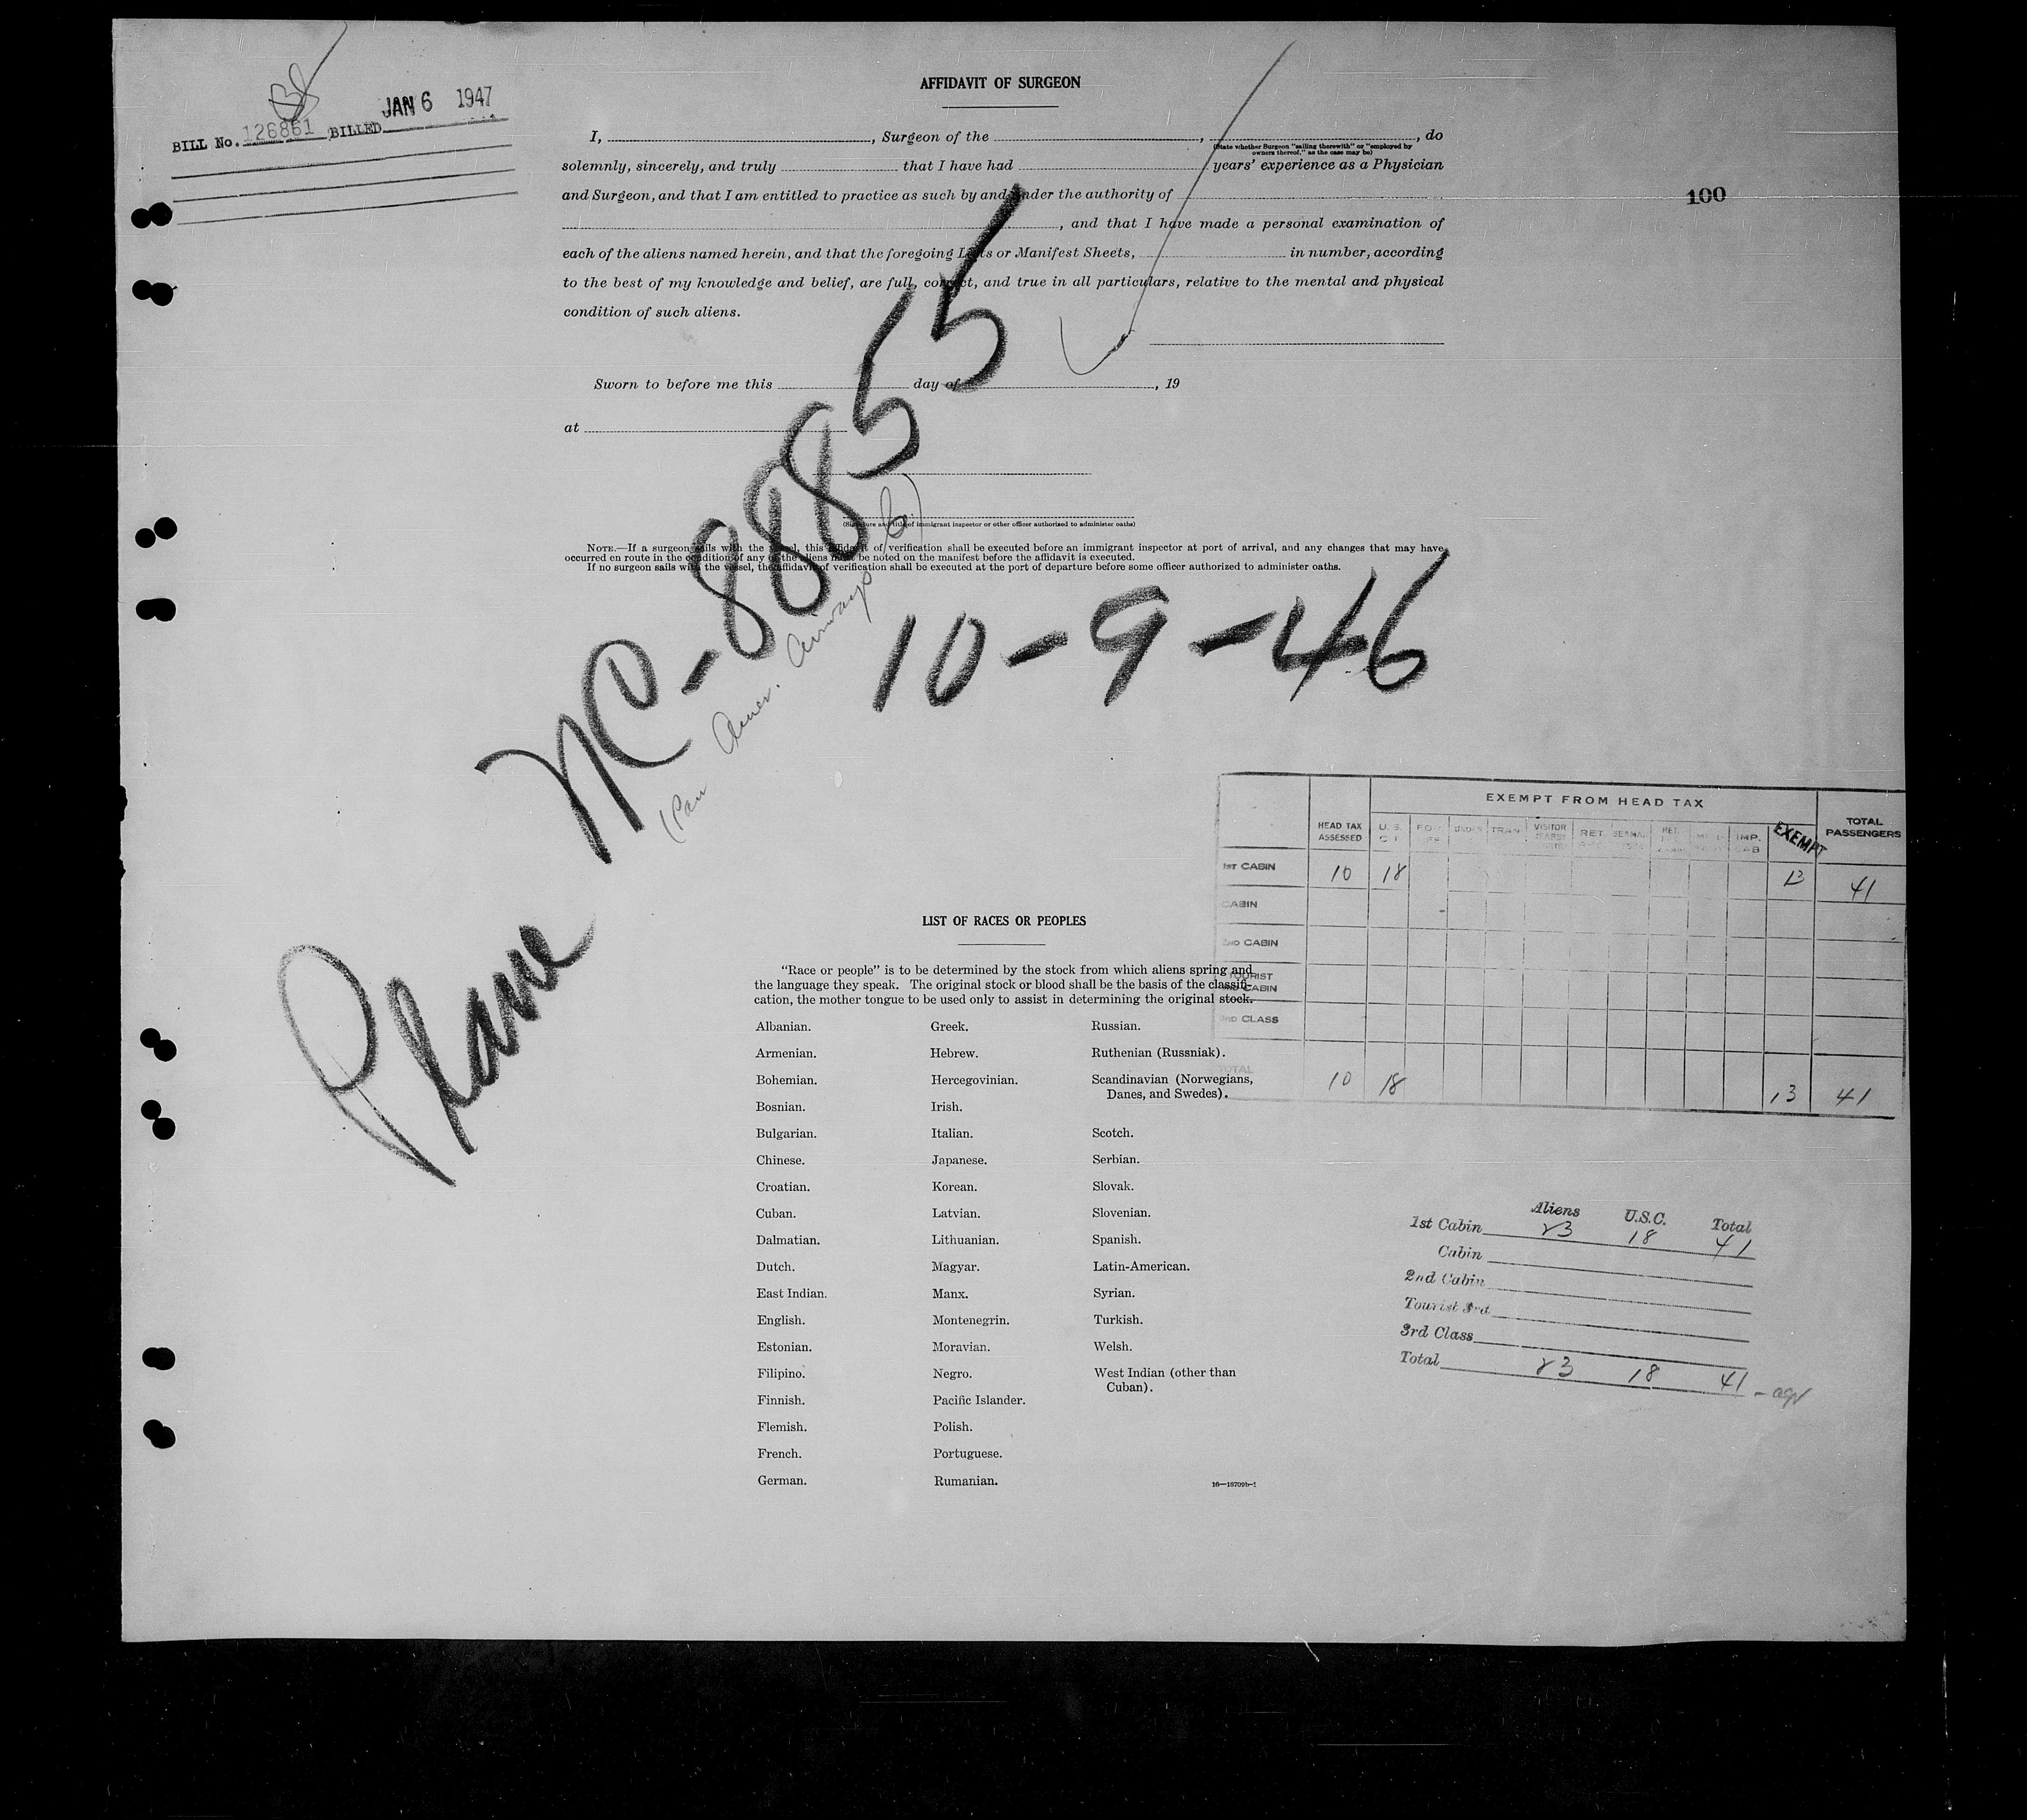 JAN 6 1947
BILL No. 126861 BILLED
100
AFFIDAVIT OF SURGEON
I, , Surgeon of the , , do
(State whether Surgeon "sailing therewith" or "employed by
owners thereof," as the case may be)
solemnly, sincerely, and truly that I have had years' experience as a Physician
and Surgeon, and that I am entitled to practice as such by and under the authority of
, and that I have made a personal examination of
each of the aliens named herein, and that the foregoing Lists or Manifest Sheets, in number, according
to the best of my knowledge and belief, are full, correct, and true in all particulars, relative to the mental and physical
condition of such aliens.
Sworn to before me this day of , 19
at
(Signature and title of immigrant inspector or other officer authorized to administer oaths)
NOTE.—If a surgeon sails with the vessel, this affidavit of verification shall be executed before an immigrant inspector at port of arrival, and any changes that may have
occurred en route in the condition of any of the aliens must be noted on the manifest before the affidavit is executed.
If no surgeon sails with the vessel, the affidavit of verification shall be executed at the port of departure before some officer authorized to administer oaths.
Plane NC-88855
(Pan Amer. Airways Co.)
10-9-46
EXEMPT FROM HEAD TAX
HEAD TAX ASSESSED U. S. CIT RET. EXEMPT TOTAL PASSENGERS
1ST CABIN 10 18 13 41
CABIN
2ND CABIN
TOURIST
3RD CABIN
3RD CLASS
TOTAL 10 18 13 41
LIST OF RACES OR PEOPLES
"Race or people" is to be determined by the stock from which aliens spring and
the language they speak. The original stock or blood shall be the basis of the classifi-
cation, the mother tongue to be used only to assist in determining the original stock.
Albanian. Greek. Russian.
Armenian. Hebrew. Ruthenian (Russniak).
Bohemian. Hercegovinian. Scandinavian (Norwegians,
Danes, and Swedes).
Bosnian. Irish.
Bulgarian. Italian. Scotch.
Chinese. Japanese. Serbian.
Croatian. Korean. Slovak.
Cuban. Latvian. Slovenian.
Dalmatian. Lithuanian. Spanish.
Dutch. Magyar. Latin-American.
East Indian. Manx. Syrian.
English. Montenegrin. Turkish.
Estonian. Moravian. Welsh.
Filipino. Negro. West Indian (other than
Cuban).
Finnish. Pacific Islander.
Flemish. Polish.
French. Portuguese.
German. Rumanian.
16—18709b-1
Aliens U.S.C. Total
1st Cabin 23 18 41
Cabin
2nd Cabin
Tourist 3rd
3rd Class
Total 23 18 41